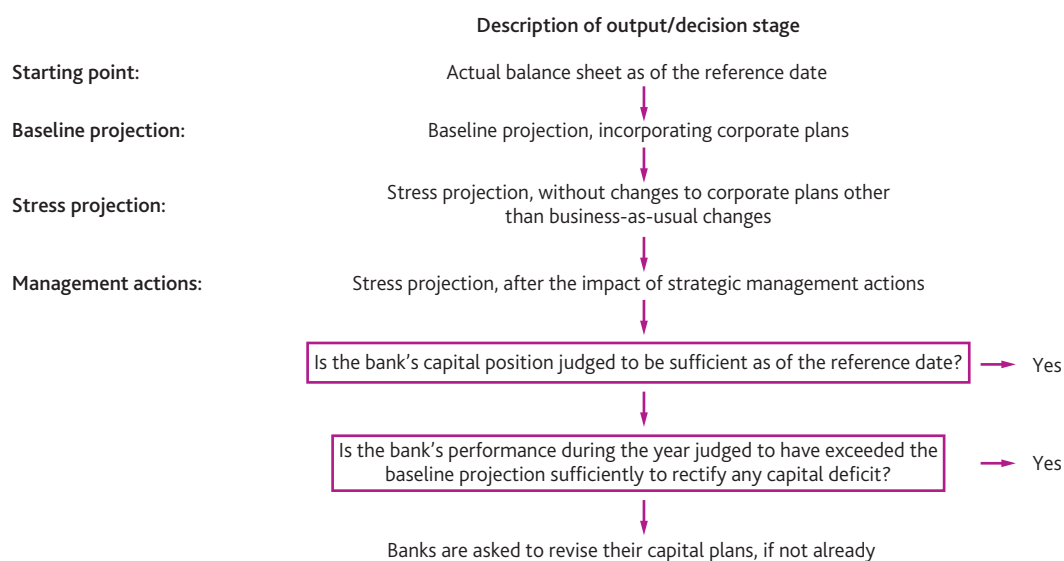 Description of output/decision stage
Starting point:
Actual balance sheet as of the reference date
Baseline projection:
Baseline projection, incorporating corporate plans
Stress projection:
Stress projection, without changes to corporate plans other
than business-as-usual changes
Management actions:
Stress projection, after the impact of strategic management actions
Is the bank’s capital position judged to be sufficient as of the reference date?
Yes
Is the bank’s performance during the year judged to have exceeded the
baseline projection sufficiently to rectify any capital deficit?
Yes
Banks are asked to revise their capital plans, if not already